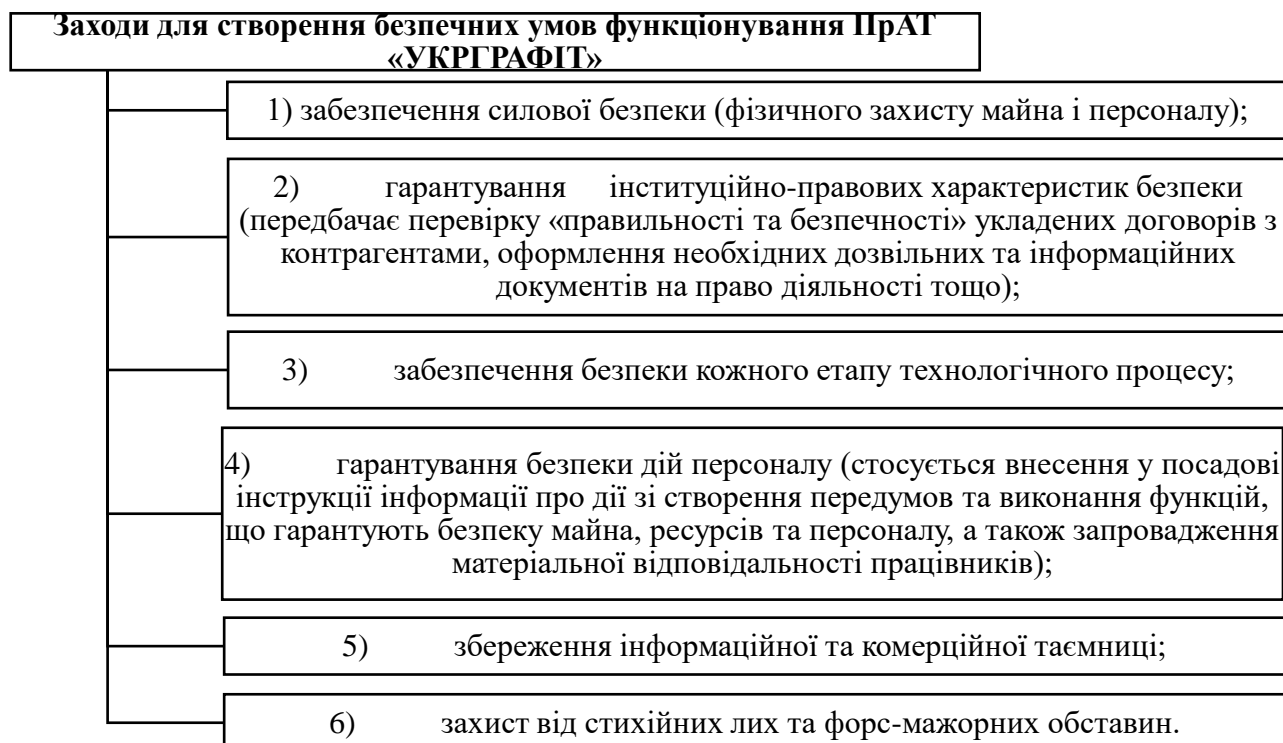 Заходи для створення безпечних умов функціонування ПрАТ
«УКРГРАФІТ»
1) забезпечення силової безпеки (фізичного захисту майна і персоналу);
2) гарантування інституційно-правових характеристик безпеки
(передбачає перевірку «правильності та безпечності» укладених договорів з
контрагентами, оформлення необхідних дозвільних та інформаційних
документів на право діяльності тощо);
3) забезпечення безпеки кожного етапу технологічного процесу;
4) гарантування безпеки дій персоналу (стосується внесення у посадові
інструкції інформації про дії зі створення передумов та виконання функцій,
що гарантують безпеку майна, ресурсів та персоналу, а також запровадження
матеріальної відповідальності працівників);
5) збереження інформаційної та комерційної таємниці;
6) захист від стихійних лих та форс-мажорних обставин.